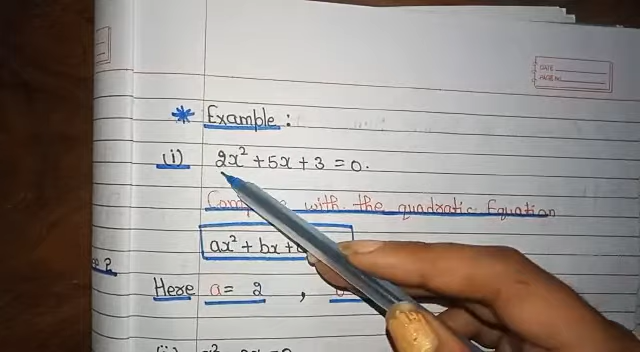 DATE
PAGE NO.
* Example :
(i) 2x² + 5x + 3 = 0.
with the quadratic Equation
ax² + bx +
Here a = 2 ,